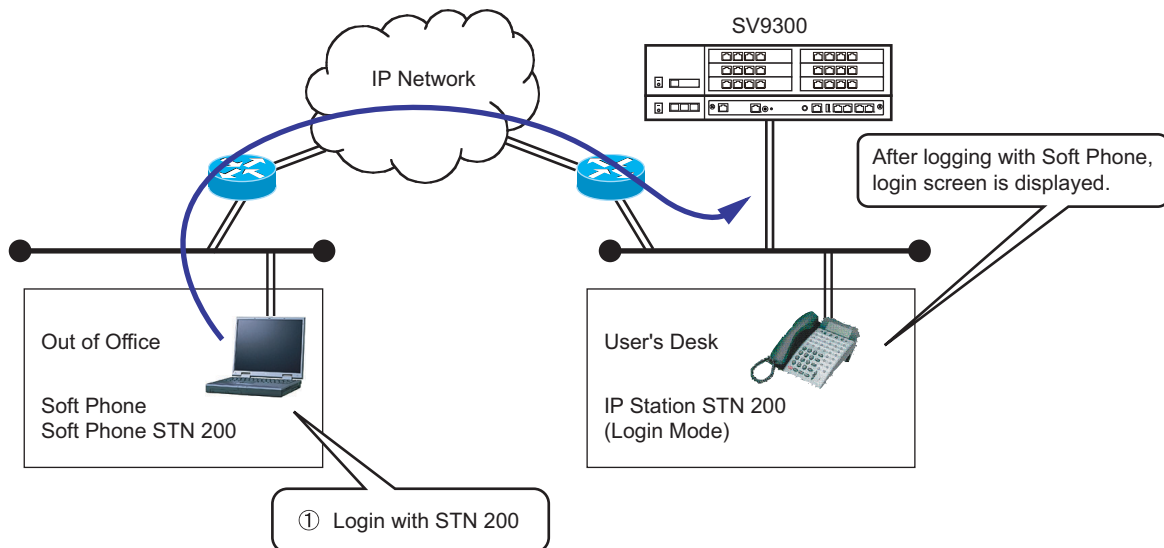 SV9300
IP Network
After logging with Soft Phone,
login screen is displayed.
Out of Office
Soft Phone
Soft Phone STN 200
User's Desk
IP Station STN 200
(Login Mode)
① Login with STN 200